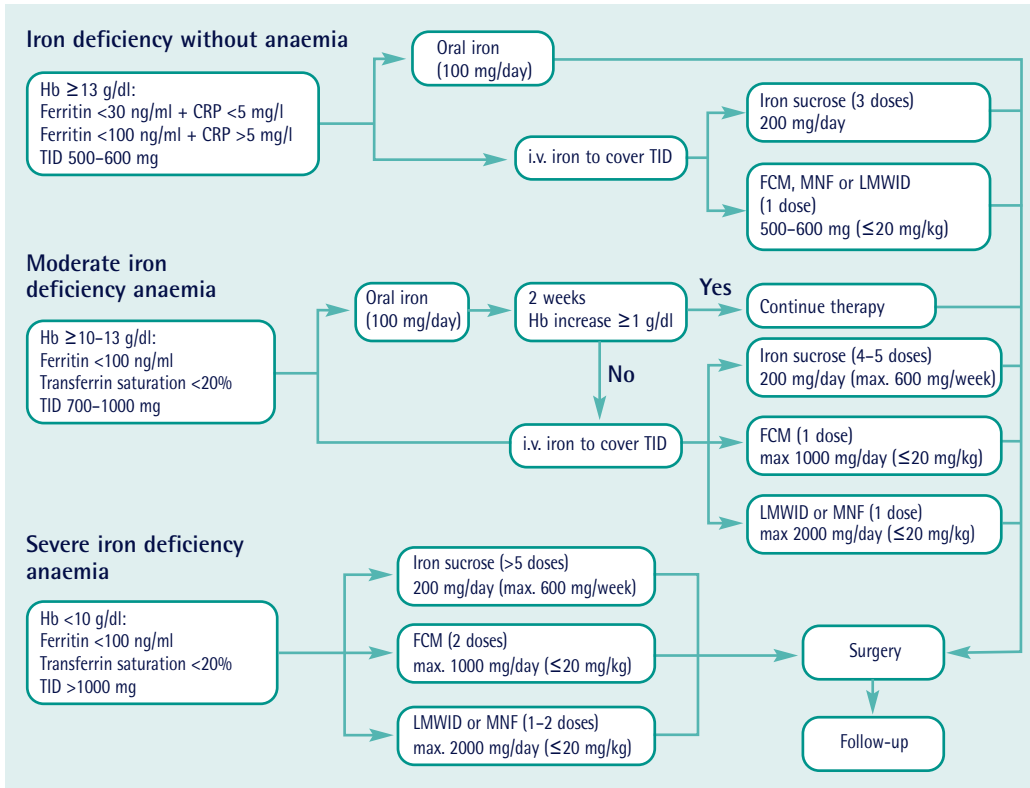 Iron deficiency without anaemia
Hb ≥13 g/dl:
Ferritin <30 ng/ml + CRP <5 mg/l
Ferritin <100 ng/ml + CRP >5 mg/l
TID 500–600 mg
Oral iron
(100 mg/day)
i.v. iron to cover TID
Iron sucrose (3 doses)
200 mg/day
FCM, MNF or LMWID
(1 dose)
500–600 mg (≤20 mg/kg)
Moderate iron
deficiency anaemia
Hb ≥10–13 g/dl:
Ferritin <100 ng/ml
Transferrin saturation <20%
TID 700–1000 mg
Oral iron
(100 mg/day)
2 weeks
Hb increase ≥1 g/dl
Yes
Continue therapy
No
i.v. iron to cover TID
Iron sucrose (4–5 doses)
200 mg/day (max. 600 mg/week)
FCM (1 dose)
max 1000 mg/day (≤20 mg/kg)
LMWID or MNF (1 dose)
max 2000 mg/day (≤20 mg/kg)
Severe iron deficiency
anaemia
Hb <10 g/dl:
Ferritin <100 ng/ml
Transferrin saturation <20%
TID >1000 mg
Iron sucrose (>5 doses)
200 mg/day (max. 600 mg/week)
FCM (2 doses)
max. 1000 mg/day (≤20 mg/kg)
LMWID or MNF (1–2 doses)
max. 2000 mg/day (≤20 mg/kg)
Surgery
Follow-up